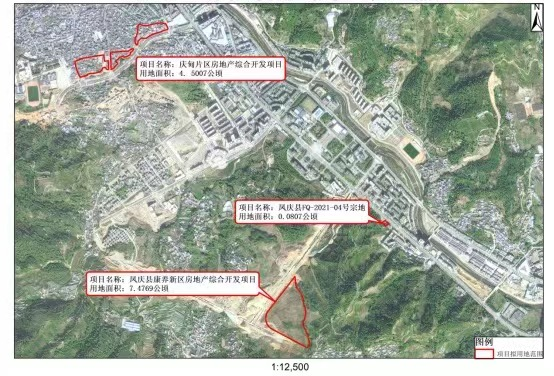 N
项目名称：庆甸片区房地产综合开发项目
用地面积：4.5007公顷
项目名称：凤庆县FQ-2021-04号宗地
用地面积：0.0807公顷
项目名称：凤庆县康养新区房地产综合开发项目
用地面积：7.4769公顷
图例
项目拟用地范围
1:12,500